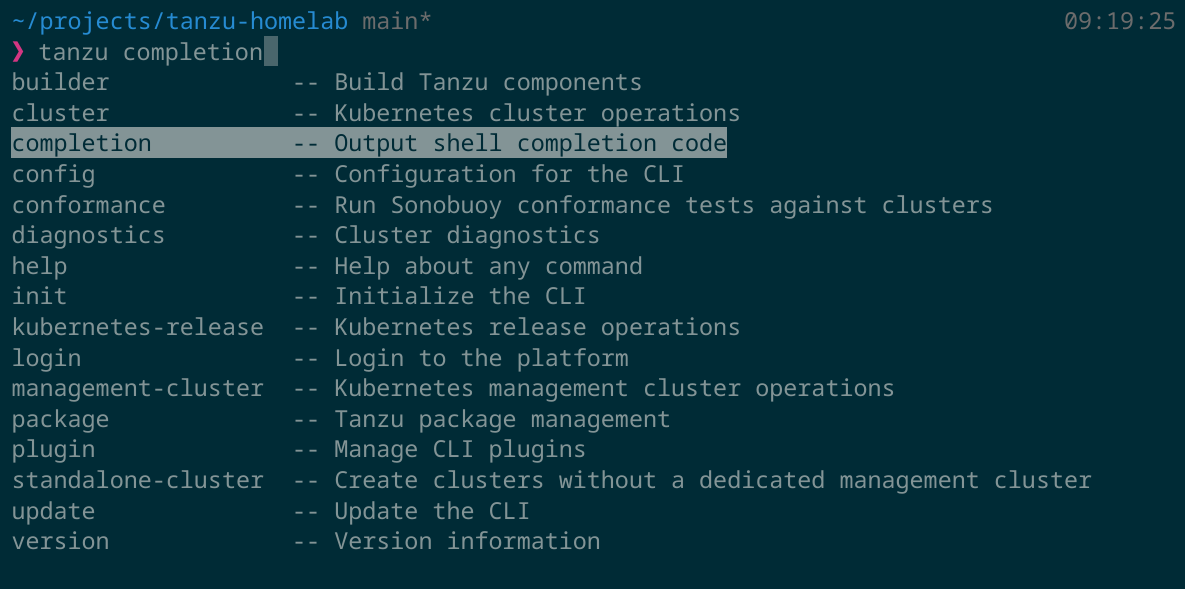 ~/projects/tanzu-homelab main* 09:19:25
❯ tanzu completion
builder -- Build Tanzu components
cluster -- Kubernetes cluster operations
completion -- Output shell completion code
config -- Configuration for the CLI
conformance -- Run Sonobuoy conformance tests against clusters
diagnostics -- Cluster diagnostics
help -- Help about any command
init -- Initialize the CLI
kubernetes-release -- Kubernetes release operations
login -- Login to the platform
management-cluster -- Kubernetes management cluster operations
package -- Tanzu package management
plugin -- Manage CLI plugins
standalone-cluster -- Create clusters without a dedicated management cluster
update -- Update the CLI
version -- Version information